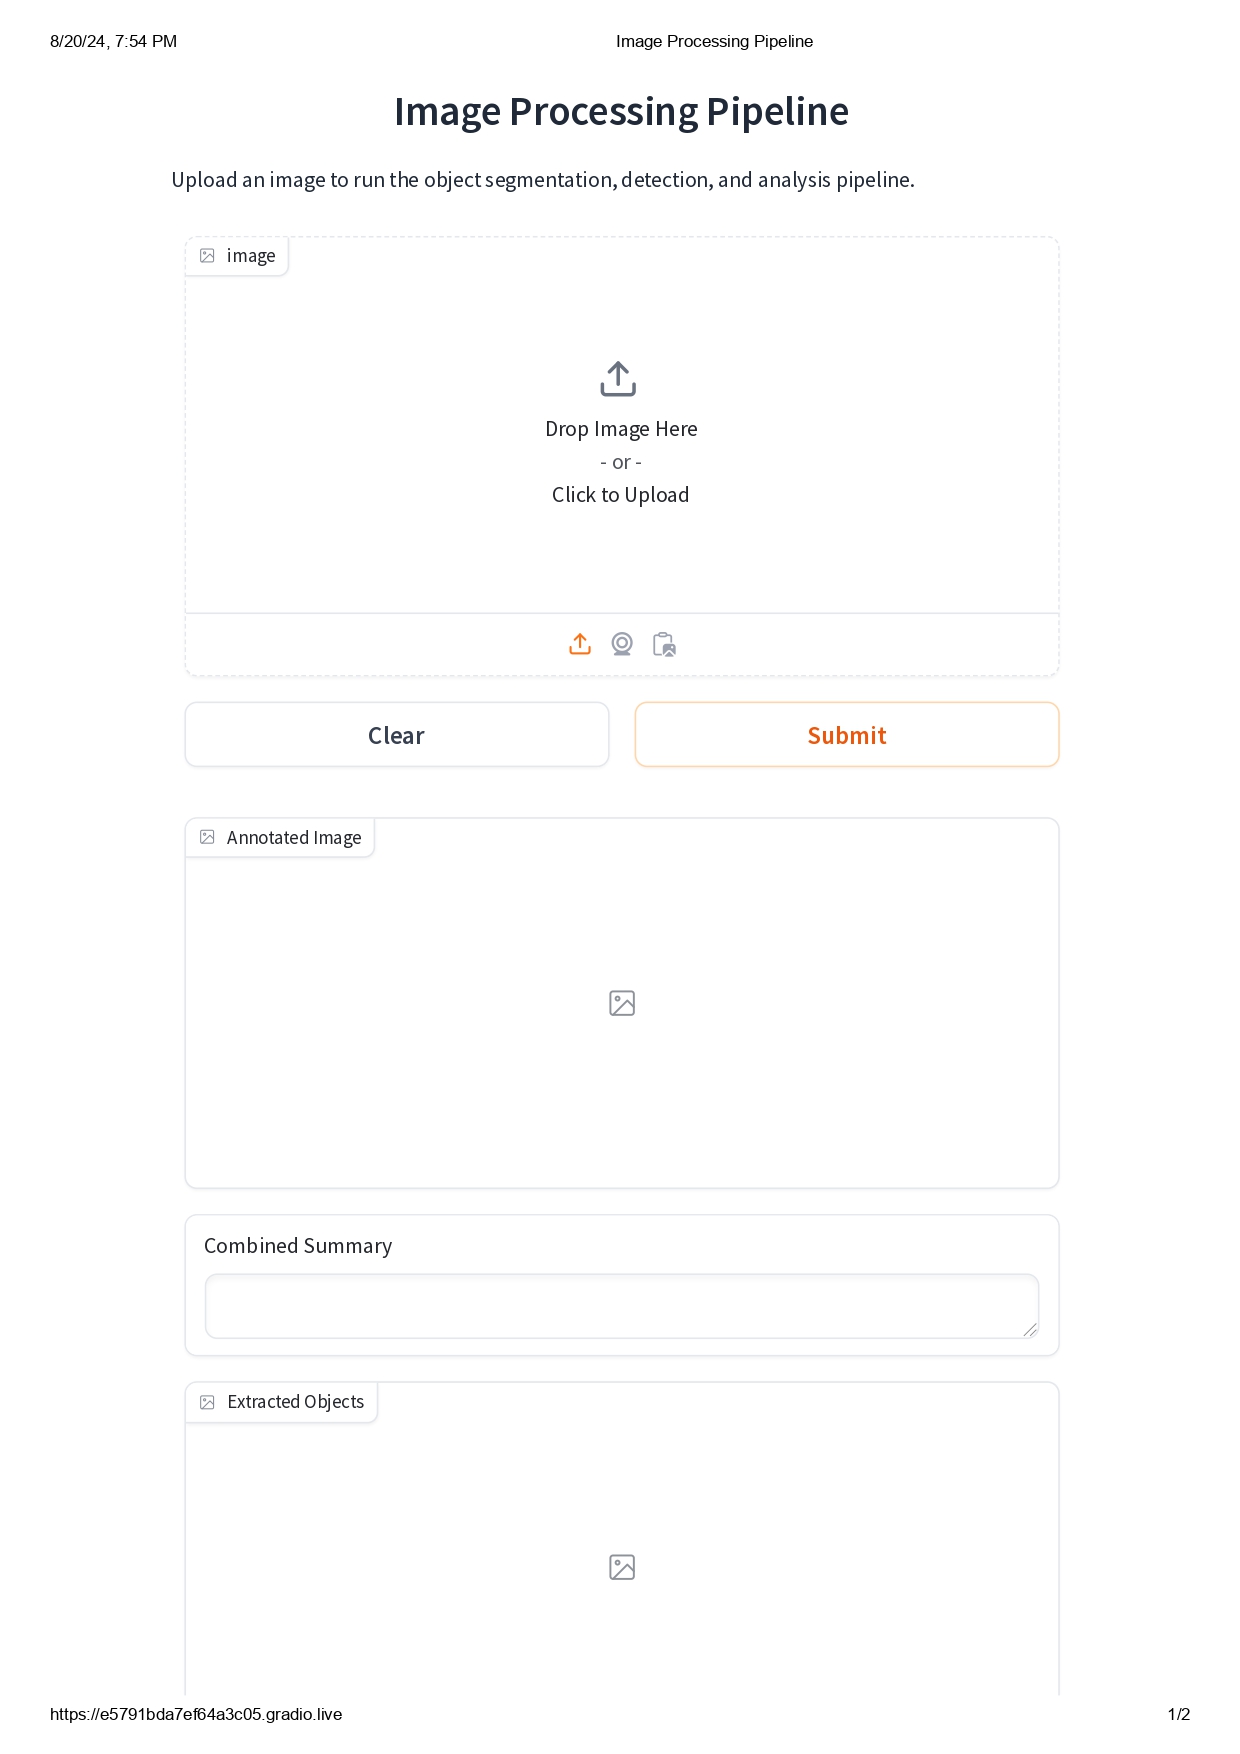 8/20/24, 7:54 PM Image Processing Pipeline
Image Processing Pipeline
Upload an image to run the object segmentation, detection, and analysis pipeline.
image
Drop Image Here
- or -
Click to Upload
Clear Submit
Annotated Image
Combined Summary
Extracted Objects
https://e5791bda7ef64a3c05.gradio.live 1/2